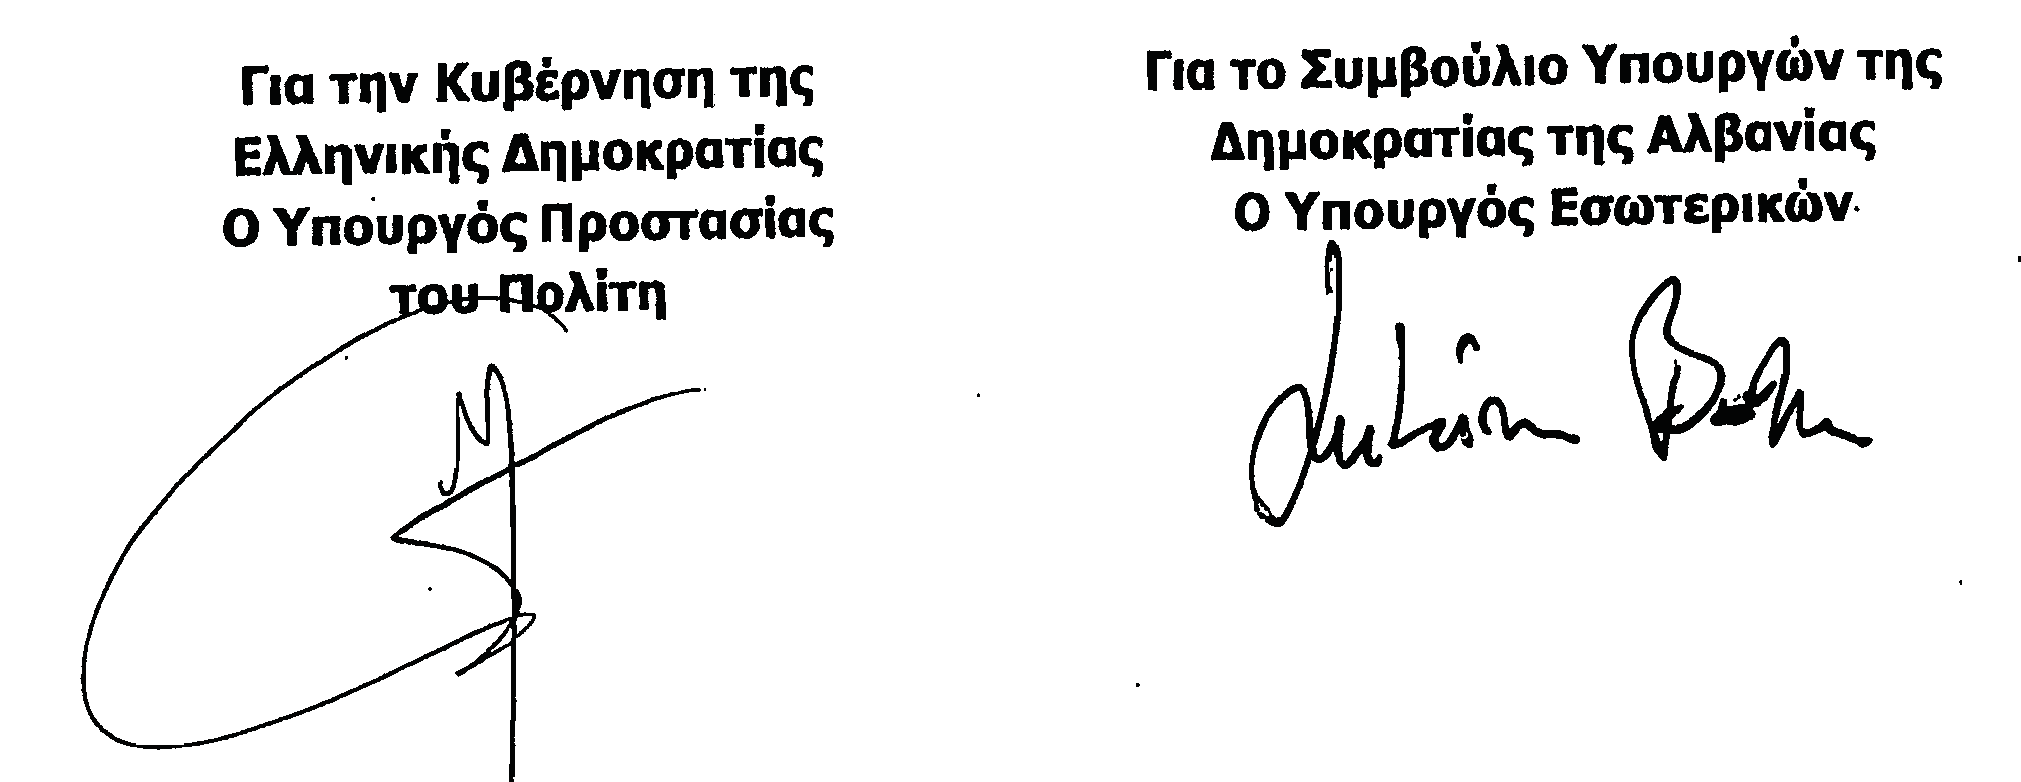 Για την Κυβέρνηση της
Ελληνικής Δημοκρατίας
Ο Υπουργός Προστασίας
του Πολίτη
Για το Συμβούλιο Υπουργών της
Δημοκρατίας της Αλβανίας
Ο Υπουργός Εσωτερικών